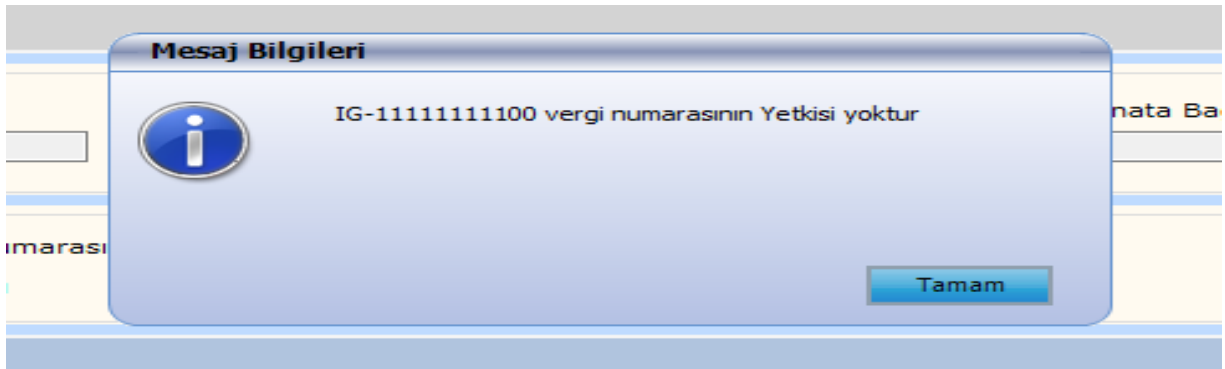 Mesaj Bilgileri
IG-11111111100 vergi numarasının Yetkisi yoktur
Tamam